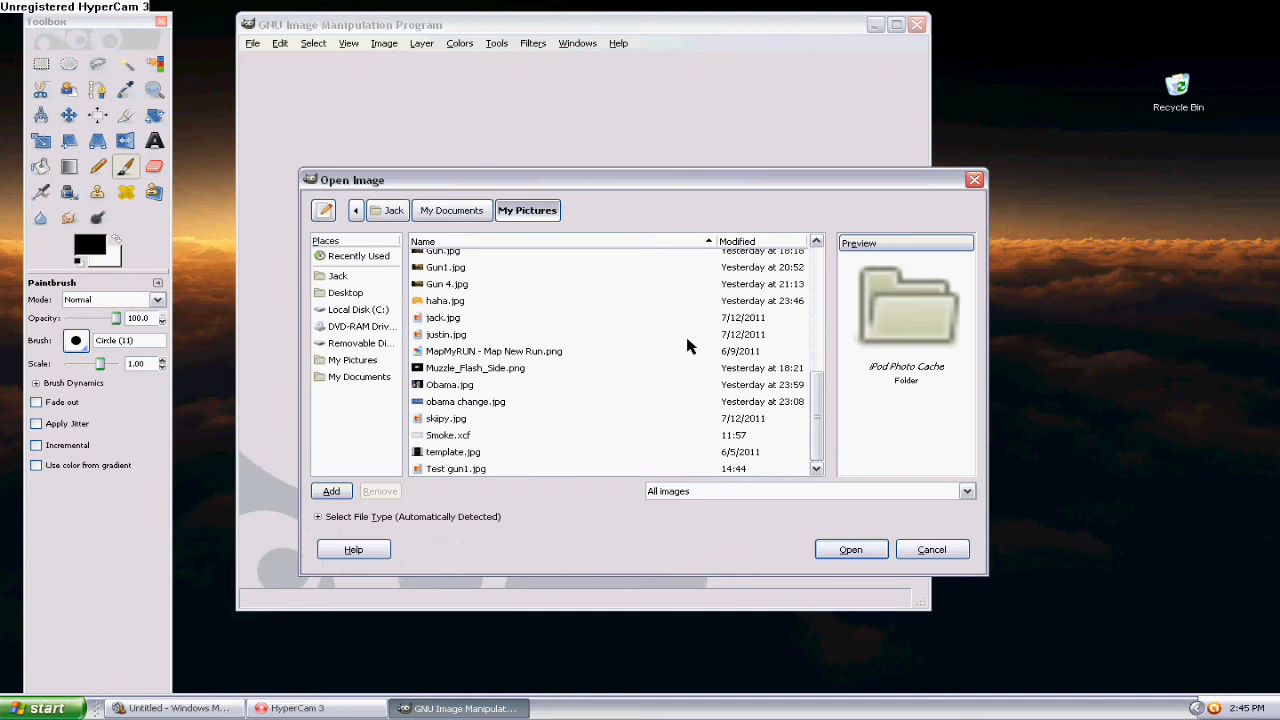 Unregistered HyperCam 3
Toolbox
GNU Image Manipulation Program
File Edit Select View Image Layer Colors Tools Filters Windows Help
Recycle Bin
Open Image
Jack My Documents My Pictures
Places
Recently Used
Jack
Desktop
Local Disk (C:)
DVD-RAM Driv...
Removable Di...
My Pictures
My Documents
Name Modified
Gun.jpg Yesterday at 18:18
Gun1.jpg Yesterday at 20:52
Gun 4.jpg Yesterday at 21:13
haha.jpg Yesterday at 23:46
jack.jpg 7/12/2011
justin.jpg 7/12/2011
MapMyRUN - Map New Run.png 6/9/2011
Muzzle_Flash_Side.png Yesterday at 18:21
Obama.jpg Yesterday at 23:59
obama change.jpg Yesterday at 23:08
skiipy.jpg 7/12/2011
Smoke.xcf 11:57
template.jpg 6/5/2011
Test gun1.jpg 14:44
Preview
iPod Photo Cache
Folder
Add Remove
All images
Select File Type (Automatically Detected)
Help Open Cancel
Paintbrush
Mode: Normal
Opacity: 100.0
Brush: Circle (11)
Scale: 1.00
Brush Dynamics
Fade out
Apply Jitter
Incremental
Use color from gradient
start Untitled - Windows M... HyperCam 3 GNU Image Manipulat... 2:45 PM